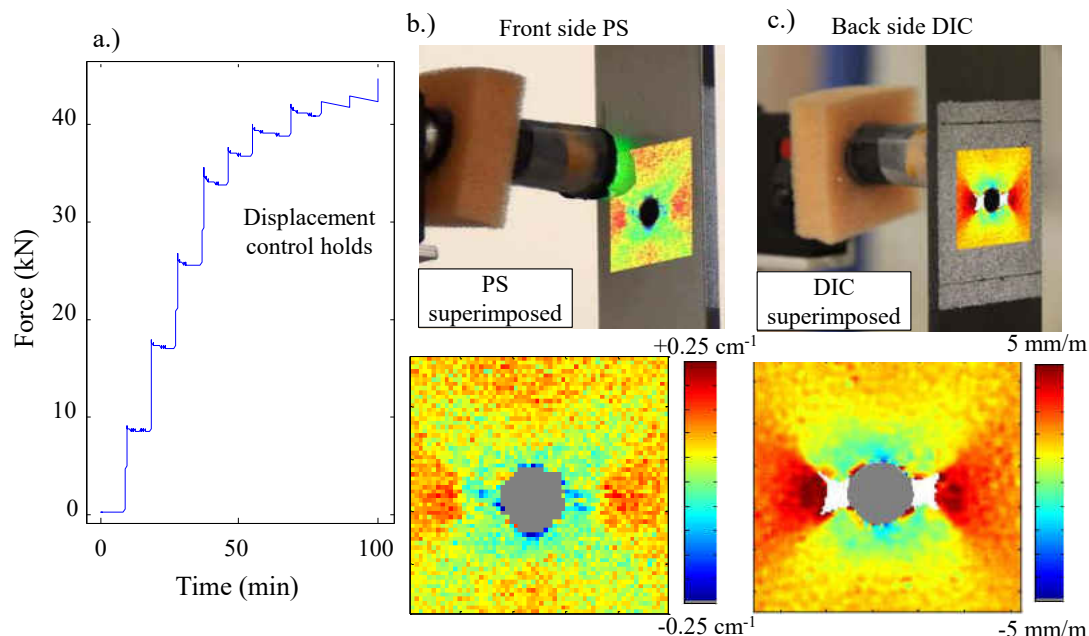 a.)
Force (kN)
40
30
20
10
0
Displacement
control holds
0
50
100
Time (min)
b.)
Front side PS
PS
superimposed
+0.25 cm⁻¹
-0.25 cm⁻¹
c.)
Back side DIC
DIC
superimposed
5 mm/m
-5 mm/m